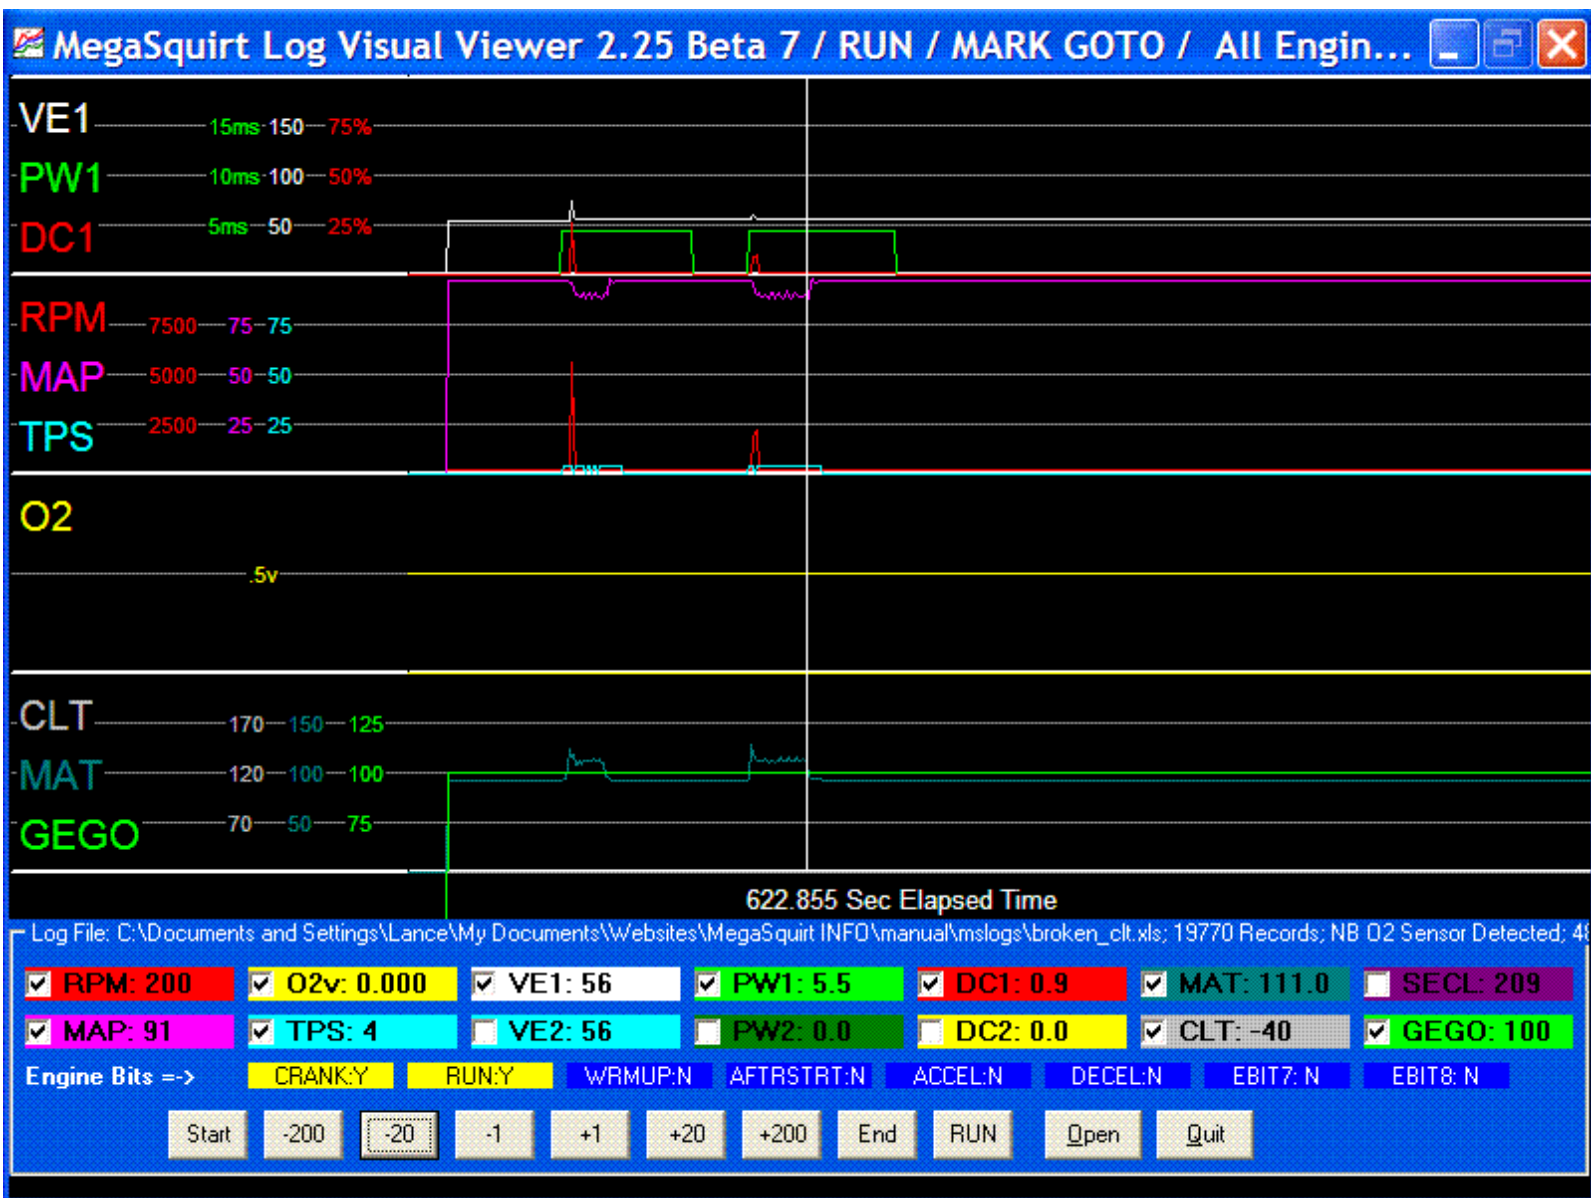 MegaSquirt Log Visual Viewer 2.25 Beta 7 / RUN / MARK GOTO /  All Engin...
VE1 15ms 150 75%
PW1 10ms 100 50%
DC1 5ms 50 25%
RPM 7500 75 75
MAP 5000 50 50
TPS 2500 25 25
O2
.5v
CLT 170 150 125
MAT 120 100 100
GEGO 70 50 75
622.855 Sec Elapsed Time
Log File: C:\Documents and Settings\Lance\My Documents\Websites\MegaSquirt INFO\manual\mslogs\broken_clt.xls; 19770 Records; NB O2 Sensor Detected; 48
RPM: 200 O2v: 0.000 VE1: 56 PW1: 5.5 DC1: 0.9 MAT: 111.0 SECL: 209
MAP: 91 TPS: 4 VE2: 56 PW2: 0.0 DC2: 0.0 CLT: -40 GEGO: 100
Engine Bits => CRANK:Y RUN:Y WRMUP:N AFTRSTRT:N ACCEL:N DECEL:N EBIT7: N EBIT8: N
Start -200 -20 -1 +1 +20 +200 End RUN Open Quit